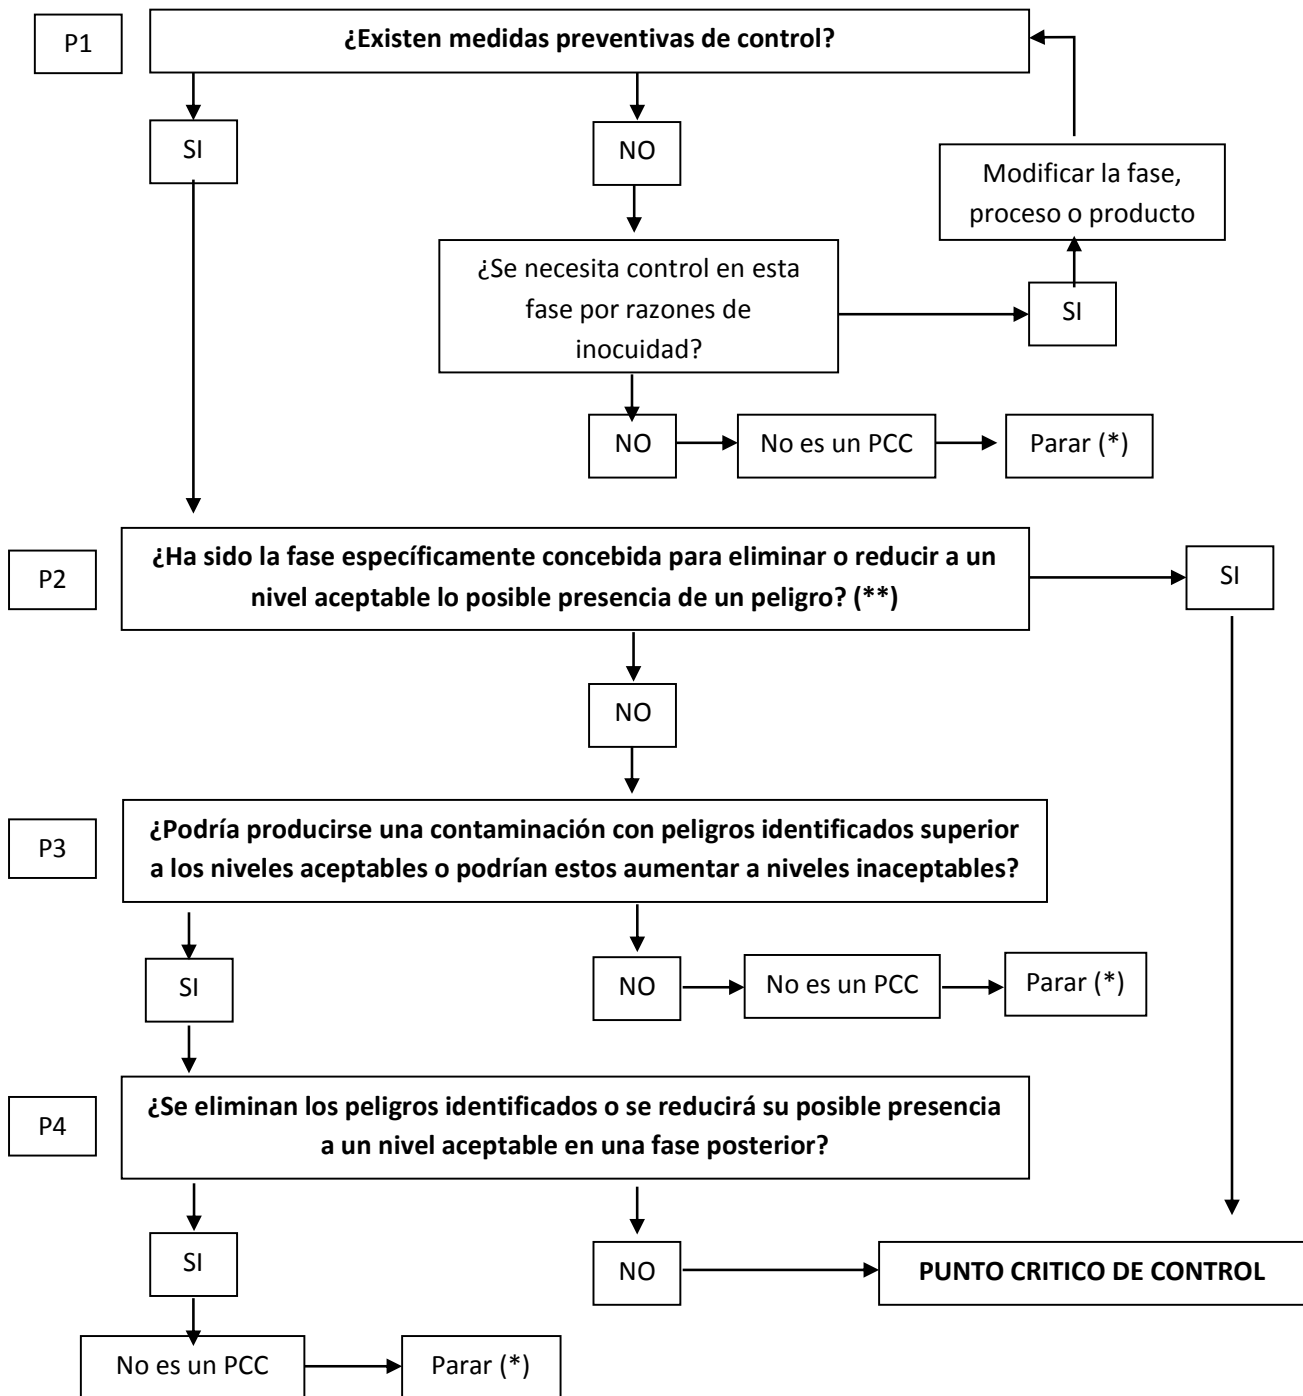 P1
¿Existen medidas preventivas de control?
SI
NO
Modificar la fase,
proceso o producto
¿Se necesita control en esta
fase por razones de
inocuidad?
SI
NO
No es un PCC
Parar (*)
P2
¿Ha sido la fase específicamente concebida para eliminar o reducir a un
nivel aceptable lo posible presencia de un peligro? (**)
SI
NO
P3
¿Podría producirse una contaminación con peligros identificados superior
a los niveles aceptables o podrían estos aumentar a niveles inaceptables?
SI
NO
No es un PCC
Parar (*)
P4
¿Se eliminan los peligros identificados o se reducirá su posible presencia
a un nivel aceptable en una fase posterior?
SI
NO
PUNTO CRITICO DE CONTROL
No es un PCC
Parar (*)